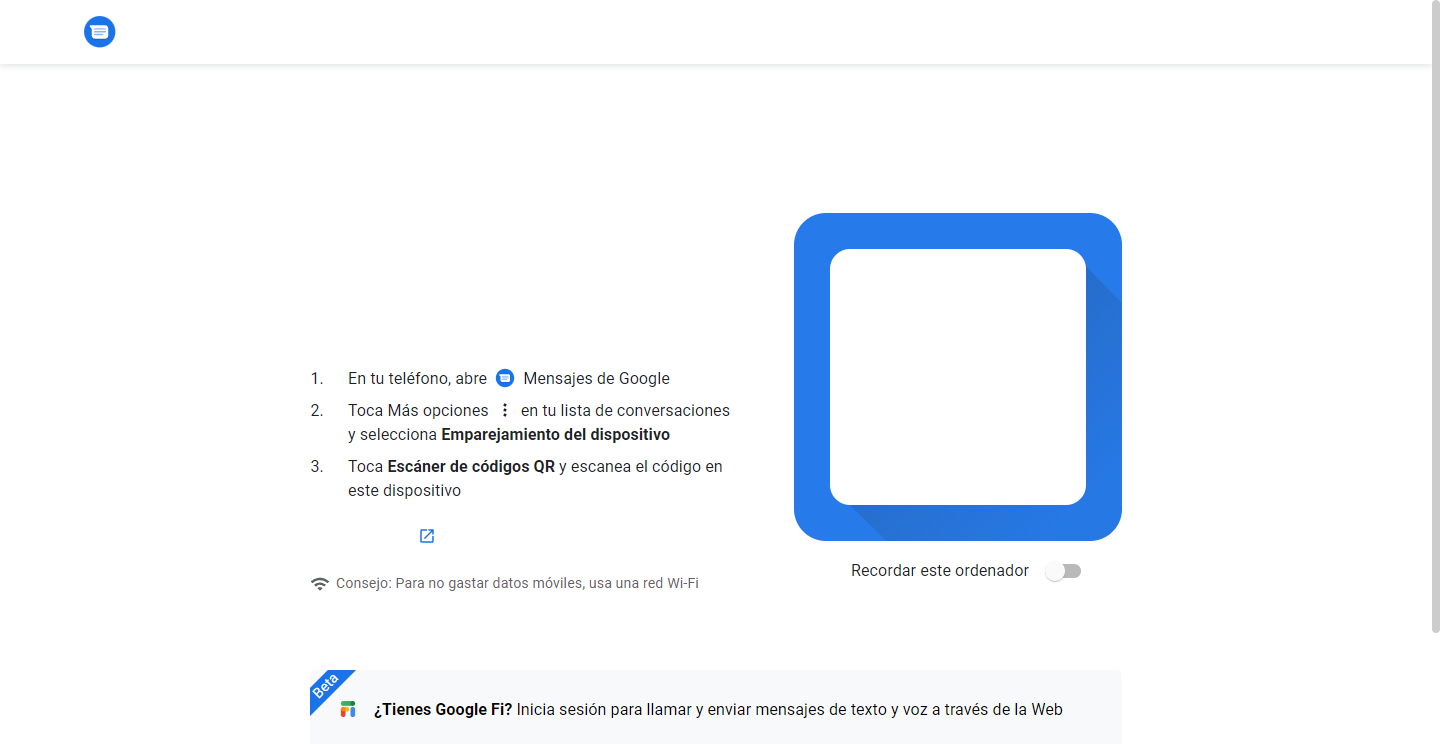 1. En tu teléfono, abre Mensajes de Google
2. Toca Más opciones en tu lista de conversaciones
y selecciona Emparejamiento del dispositivo
3. Toca Escáner de códigos QR y escanea el código en
este dispositivo
Consejo: Para no gastar datos móviles, usa una red Wi-Fi
Recordar este ordenador
Beta
¿Tienes Google Fi? Inicia sesión para llamar y enviar mensajes de texto y voz a través de la Web